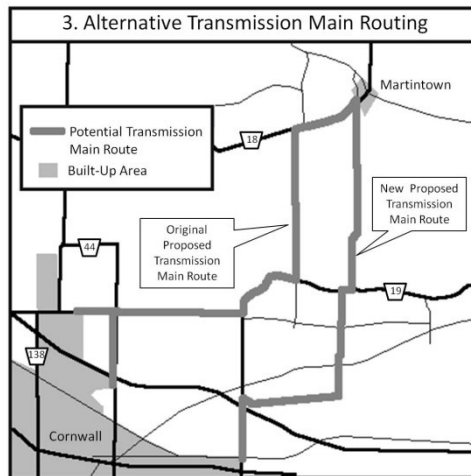 3. Alternative Transmission Main Routing
Martintown
Potential Transmission
Main Route
Built-Up Area
18
New Proposed
Transmission
Main Route
Original
Proposed
Transmission
Main Route
44
19
138
Cornwall